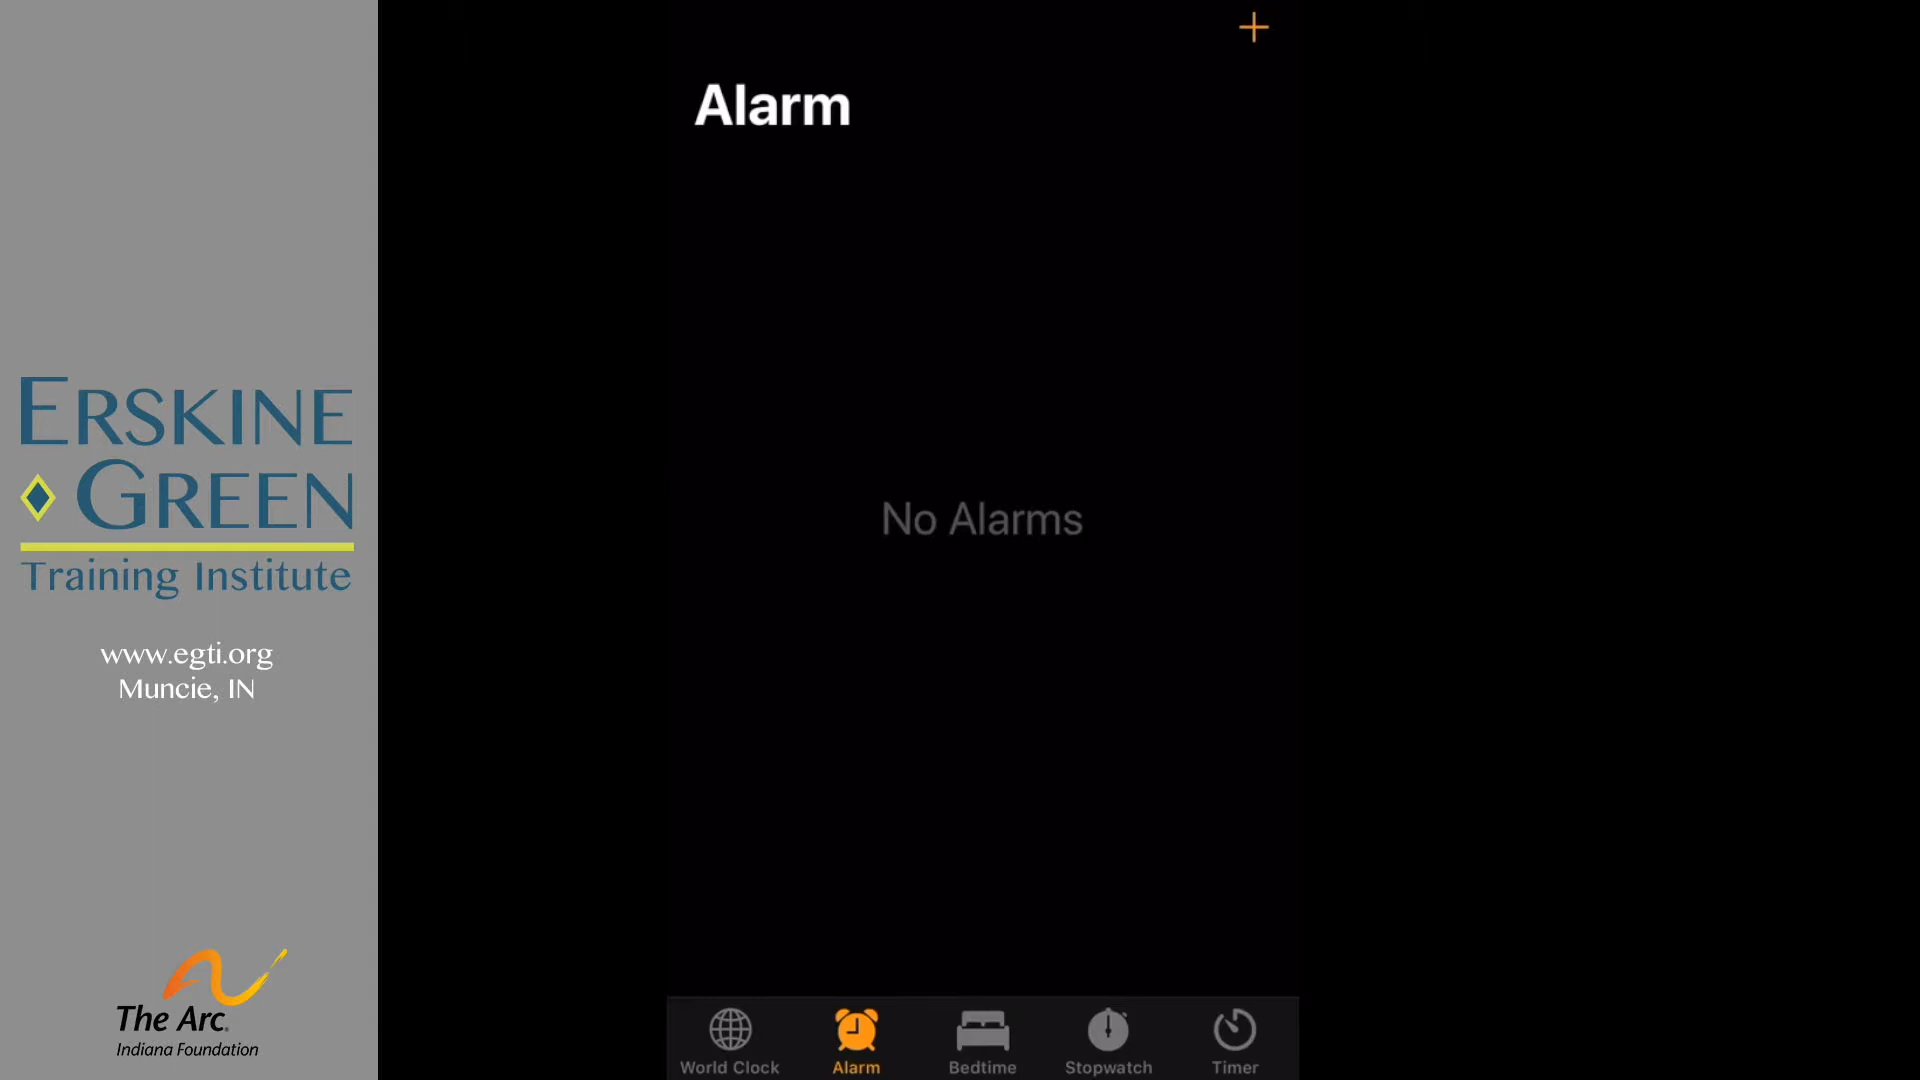 ERSKINE
GREEN
Training Institute
www.egti.org
Muncie, IN
The Arc.
Indiana Foundation
+
Alarm
No Alarms
World Clock
Alarm
Bedtime
Stopwatch
Timer